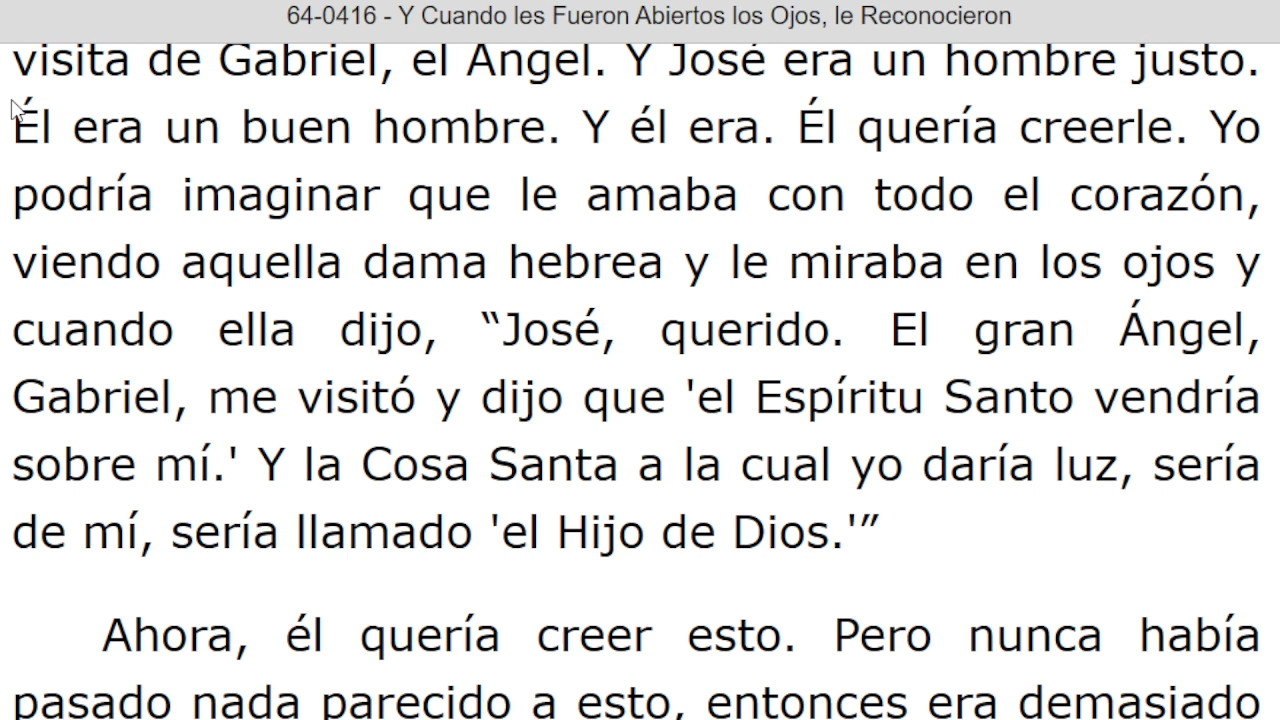 64-0416 - Y Cuando les Fueron Abiertos los Ojos, le Reconocieron
visita de Gabriel, el Ángel. Y José era un hombre justo.
Él era un buen hombre. Y él era. Él quería creerle. Yo
podría imaginar que le amaba con todo el corazón,
viendo aquella dama hebrea y le miraba en los ojos y
cuando ella dijo, “José, querido. El gran Ángel,
Gabriel, me visitó y dijo que 'el Espíritu Santo vendría
sobre mí.' Y la Cosa Santa a la cual yo daría luz, sería
de mí, sería llamado 'el Hijo de Dios.'”
Ahora, él quería creer esto. Pero nunca había
pasado nada parecido a esto, entonces era demasiado